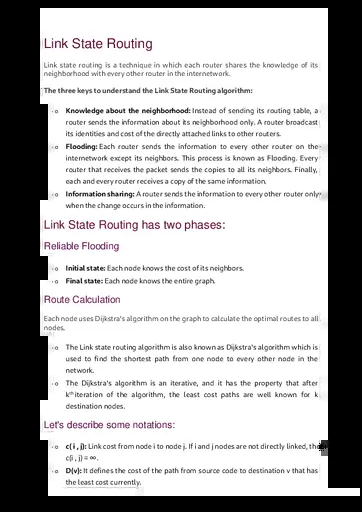 Link State Routing
Link state routing is a technique in which each router shares the knowledge of its
neighborhood with every other router in the internetwork.
The three keys to understand the Link State Routing algorithm:
Knowledge about the neighborhood: Instead of sending its routing table, a
router sends the information about its neighborhood only. A router broadcast
its identities and cost of the directly attached links to other routers.
Flooding: Each router sends the information to every other router on the
internetwork except its neighbors. This process is known as Flooding. Every
router that receives the packet sends the copies to all its neighbors. Finally,
each and every router receives a copy of the same information.
Information sharing: A router sends the information to every other router only
when the change occurs in the information.
Link State Routing has two phases:
Reliable Flooding
Initial state: Each node knows the cost of its neighbors.
Final state: Each node knows the entire graph.
Route Calculation
Each node uses Dijkstra's algorithm on the graph to calculate the optimal routes to all
nodes.
The Link state routing algorithm is also known as Dijkstra's algorithm which is
used to find the shortest path from one node to every other node in the
network.
The Dijkstra's algorithm is an iterative, and it has the property that after
kth iteration of the algorithm, the least cost paths are well known for k
destination nodes.
Let's describe some notations:
c( i , j): Link cost from node i to node j. If i and j nodes are not directly linked, then
c(i , j) = ∞.
D(v): It defines the cost of the path from source code to destination v that has
the least cost currently.